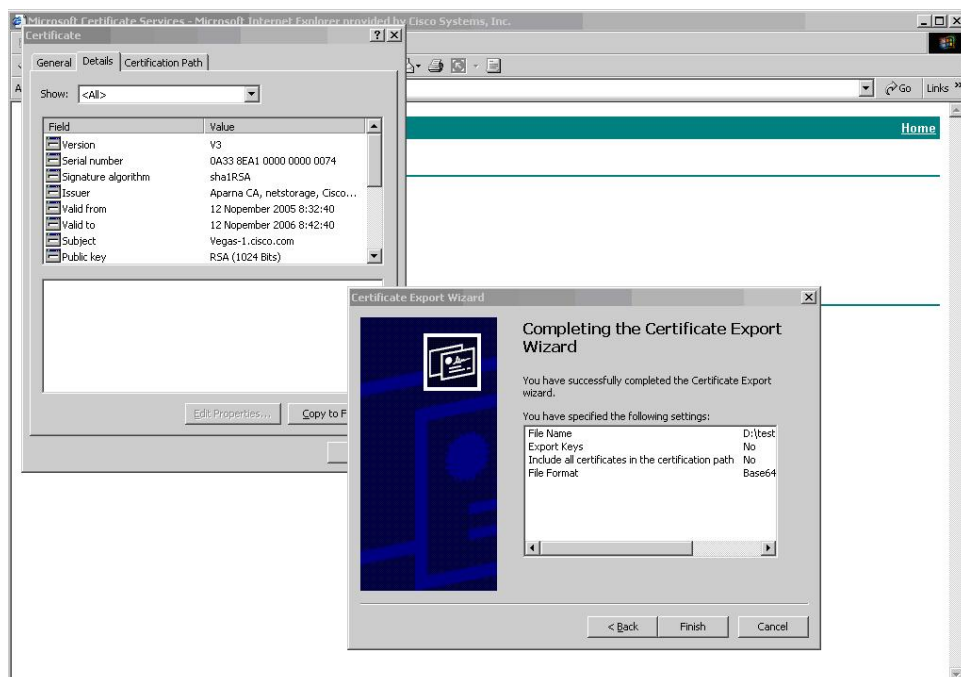 Microsoft Certificate Services - Microsoft Internet Explorer provided by Cisco Systems, Inc.
Certificate
General Details Certification Path
Show: <All>
Field Value
Version V3
Serial number 0A33 8EA1 0000 0000 0074
Signature algorithm sha1RSA
Issuer Aparna CA, netstorage, Cisco...
Valid from 12 Nopember 2005 8:32:40
Valid to 12 Nopember 2006 8:42:40
Subject Vegas-1.cisco.com
Public key RSA (1024 Bits)
Edit Properties... Copy to F
Go Links »
Home
Certificate Export Wizard
Completing the Certificate Export
Wizard
You have successfully completed the Certificate Export
wizard.
You have specified the following settings:
File Name D:\test
Export Keys No
Include all certificates in the certification path No
File Format Base64
< Back Finish Cancel